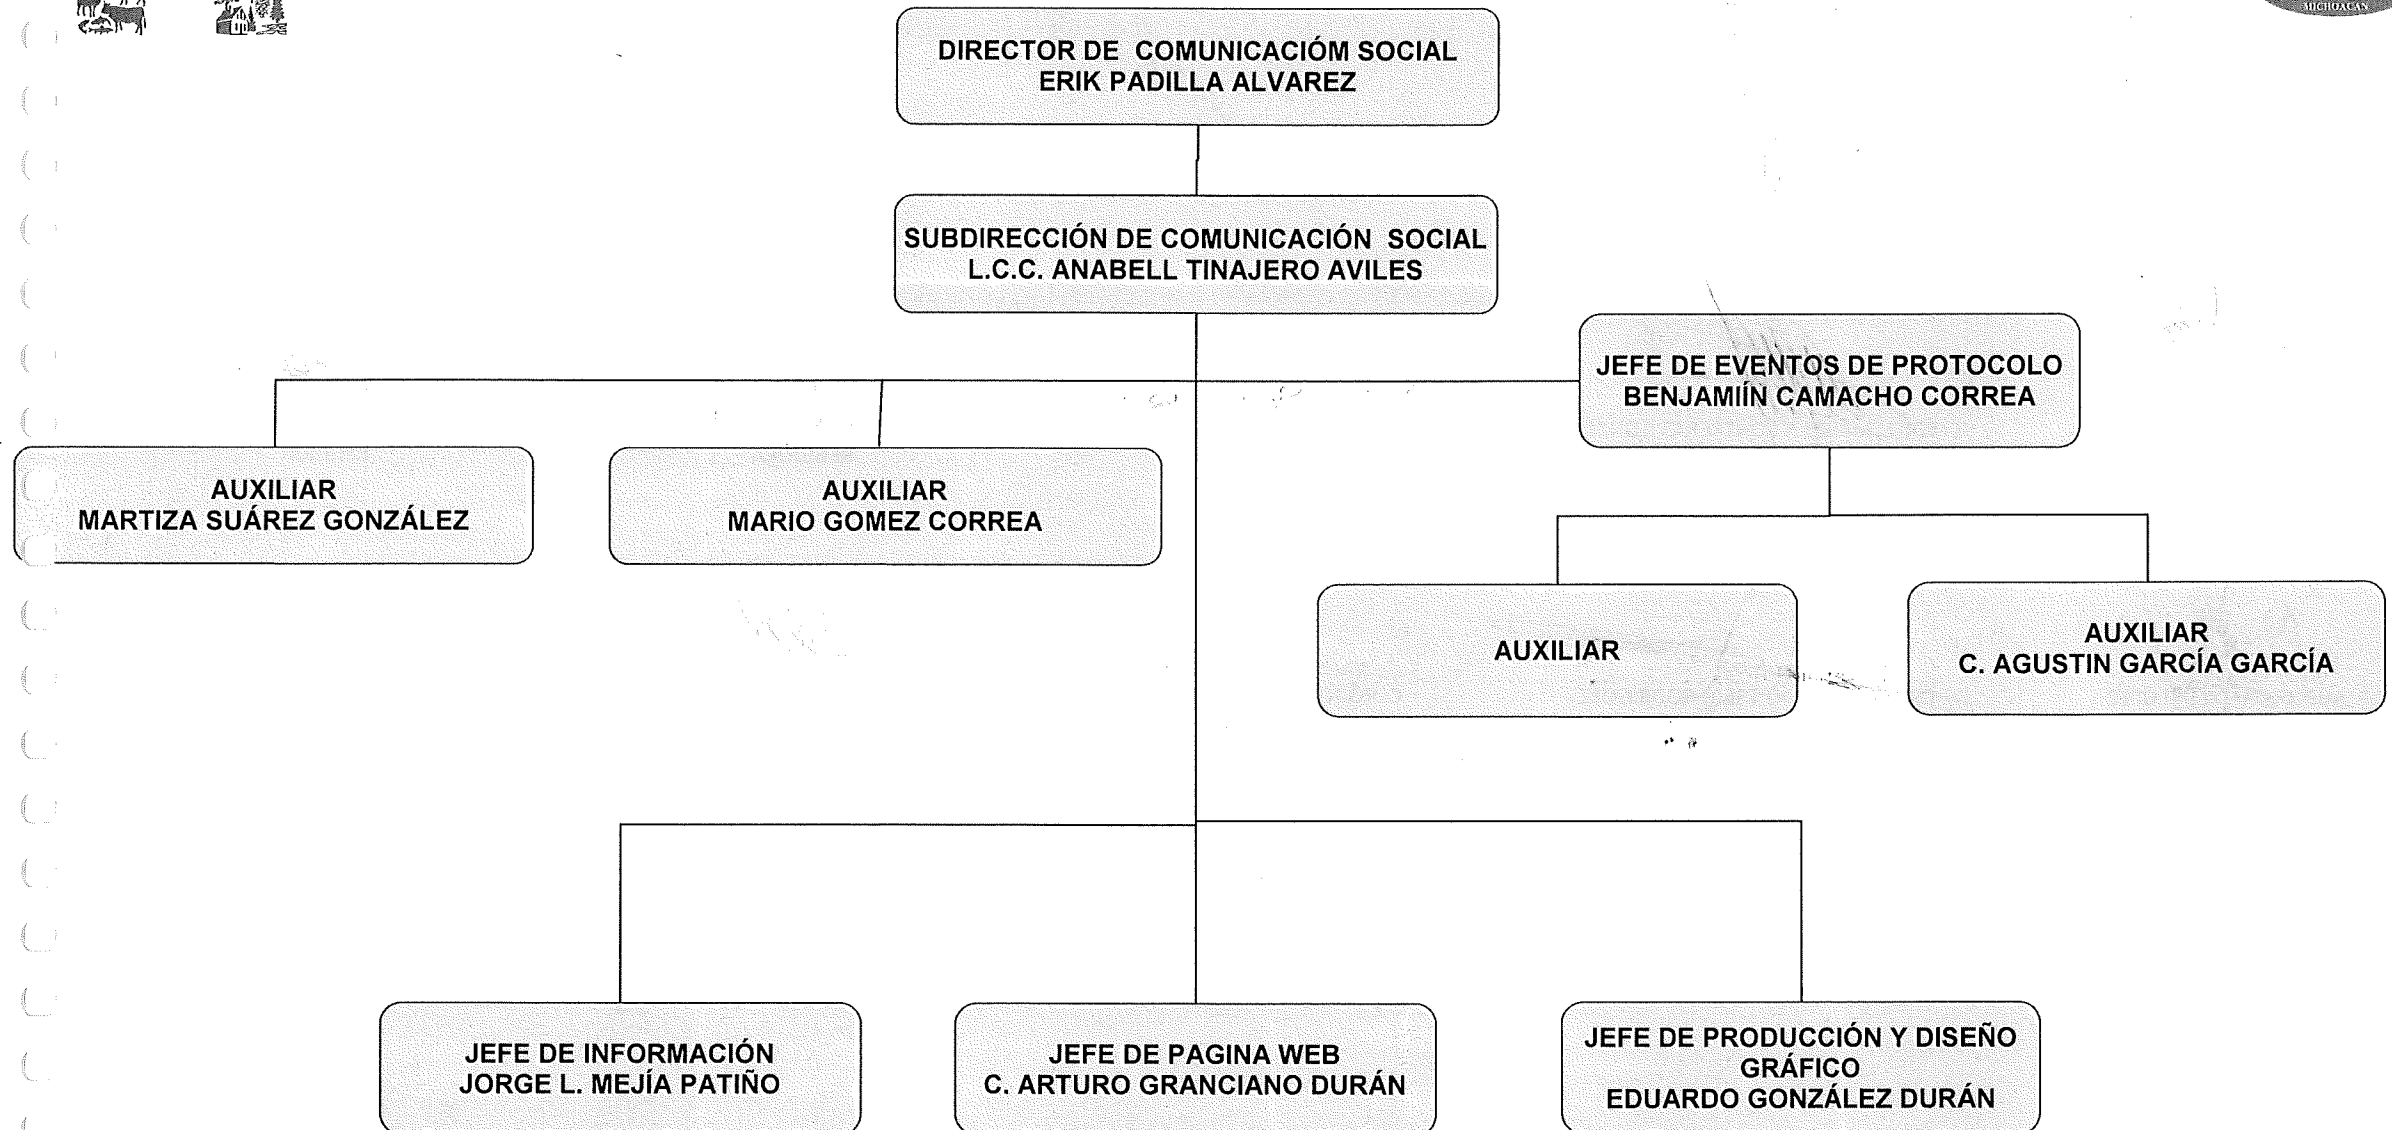 MICHOACAN
DIRECTOR DE COMUNICACIÓM SOCIAL
ERIK PADILLA ALVAREZ
SUBDIRECCIÓN DE COMUNICACIÓN SOCIAL
L.C.C. ANABELL TINAJERO AVILES
JEFE DE EVENTOS DE PROTOCOLO
BENJAMIÍN CAMACHO CORREA
AUXILIAR
MARTIZA SUÁREZ GONZÁLEZ
AUXILIAR
MARIO GOMEZ CORREA
AUXILIAR
AUXILIAR
C. AGUSTIN GARCÍA GARCÍA
JEFE DE INFORMACIÓN
JORGE L. MEJÍA PATIÑO
JEFE DE PAGINA WEB
C. ARTURO GRANCIANO DURÁN
JEFE DE PRODUCCIÓN Y DISEÑO
GRÁFICO
EDUARDO GONZÁLEZ DURÁN